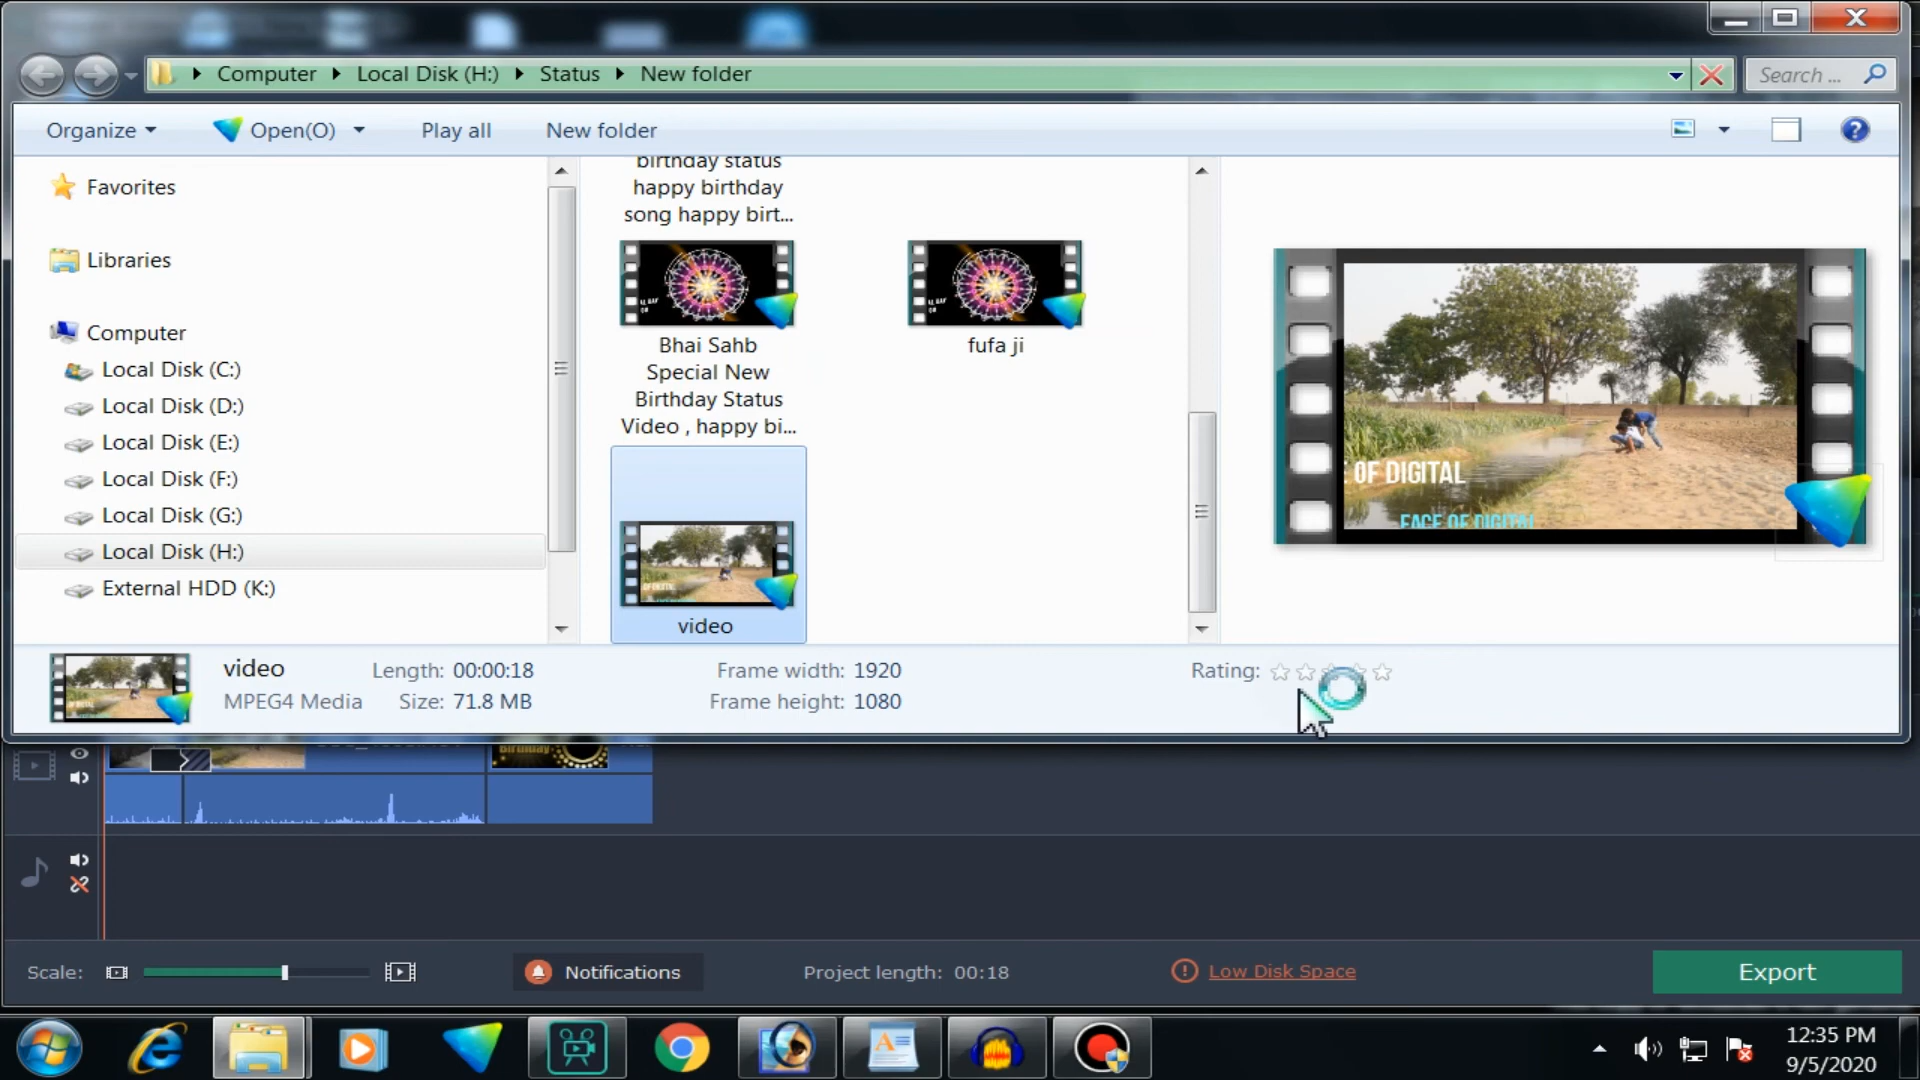 Computer Local Disk (H:) Status New folder
Search ...
Organize Open(O) Play all New folder
Favorites
Libraries
Computer
Local Disk (C:)
Local Disk (D:)
Local Disk (E:)
Local Disk (F:)
Local Disk (G:)
Local Disk (H:)
External HDD (K:)
birthday status
happy birthday
song happy birt...
Bhai Sahb
Special New
Birthday Status
Video , happy bi...
fufa ji
video
E OF DIGITAL
FACE OF DIGITAL
video
MPEG4 Media
Length: 00:00:18
Size: 71.8 MB
Frame width: 1920
Frame height: 1080
Rating:
Birthday
Scale:
Notifications
Project length: 00:18
Low Disk Space
Export
12:35 PM
9/5/2020